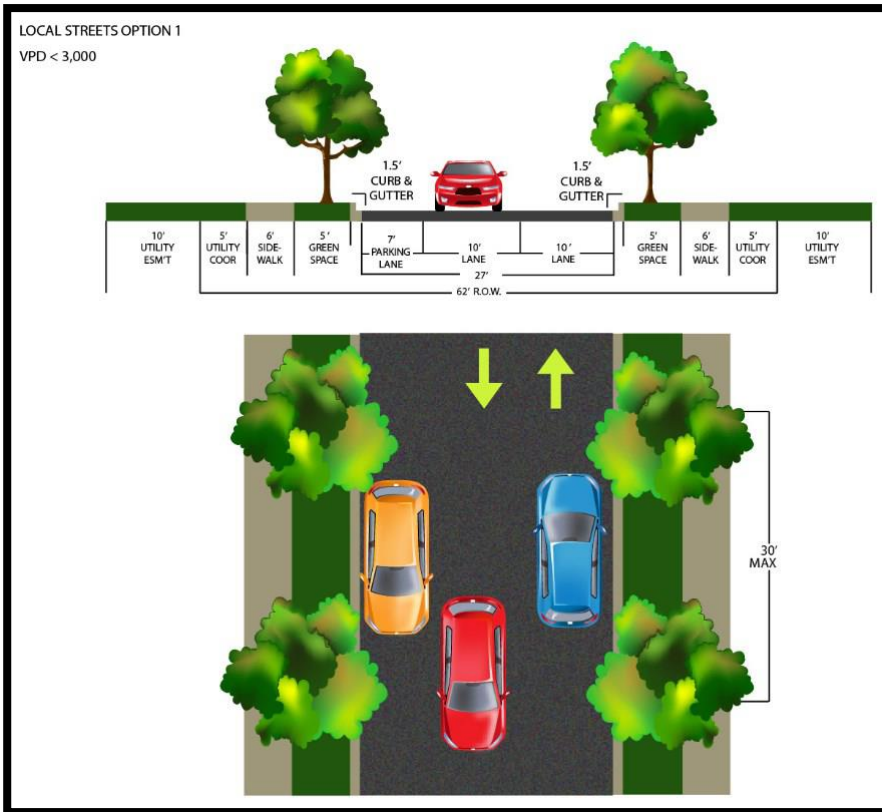 LOCAL STREETS OPTION 1
VPD < 3,000
1.5'
CURB &
GUTTER
1.5'
CURB &
GUTTER
10'
UTILITY
ESM'T
5'
UTILITY
COOR
6'
SIDE-
WALK
5'
GREEN
SPACE
7'
PARKING
LANE
10'
LANE
10'
LANE
5'
GREEN
SPACE
6'
SIDE-
WALK
5'
UTILITY
COOR
10'
UTILITY
ESM'T
27'
62' R.O.W.
30'
MAX